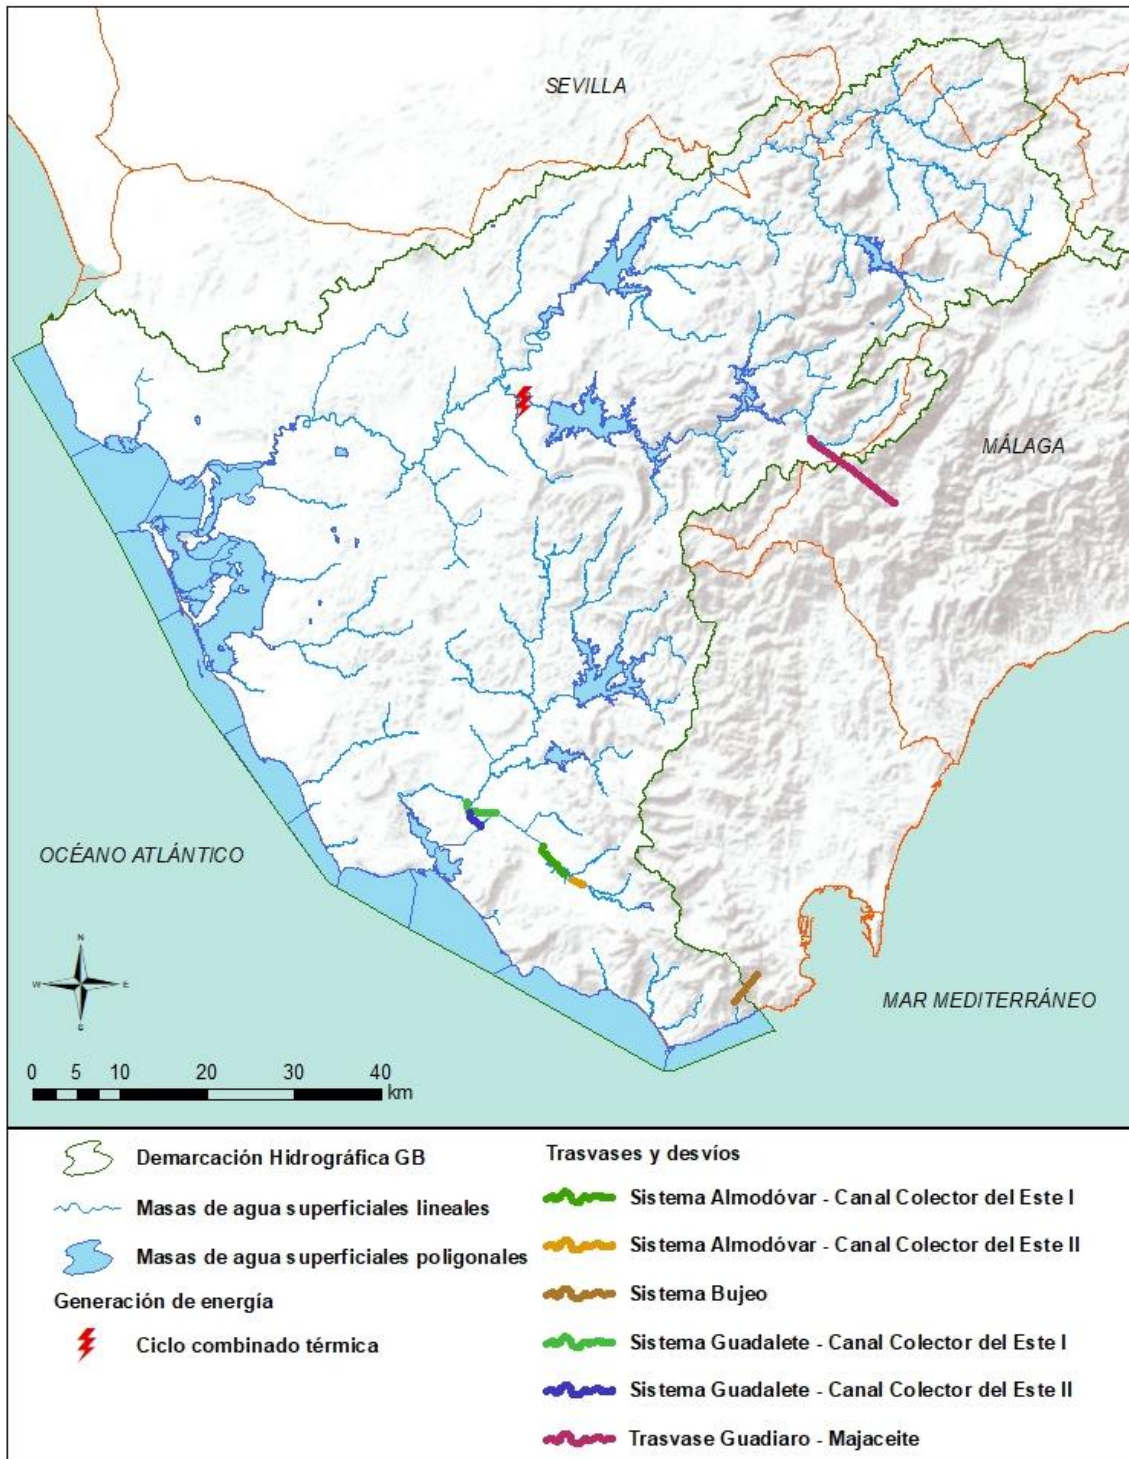 SEVILLA
MÁLAGA
OCÉANO ATLÁNTICO
N
W
E
S
MAR MEDITERRÁNEO
0 5 10 20 30 40
km
Demarcación Hidrográfica GB
Masas de agua superficiales lineales
Masas de agua superficiales poligonales
Generación de energía
Ciclo combinado térmica
Trasvases y desvíos
Sistema Almodóvar - Canal Colector del Este I
Sistema Almodóvar - Canal Colector del Este II
Sistema Bujeo
Sistema Guadalete - Canal Colector del Este I
Sistema Guadalete - Canal Colector del Este II
Trasvase Guadiaro - Majaceite